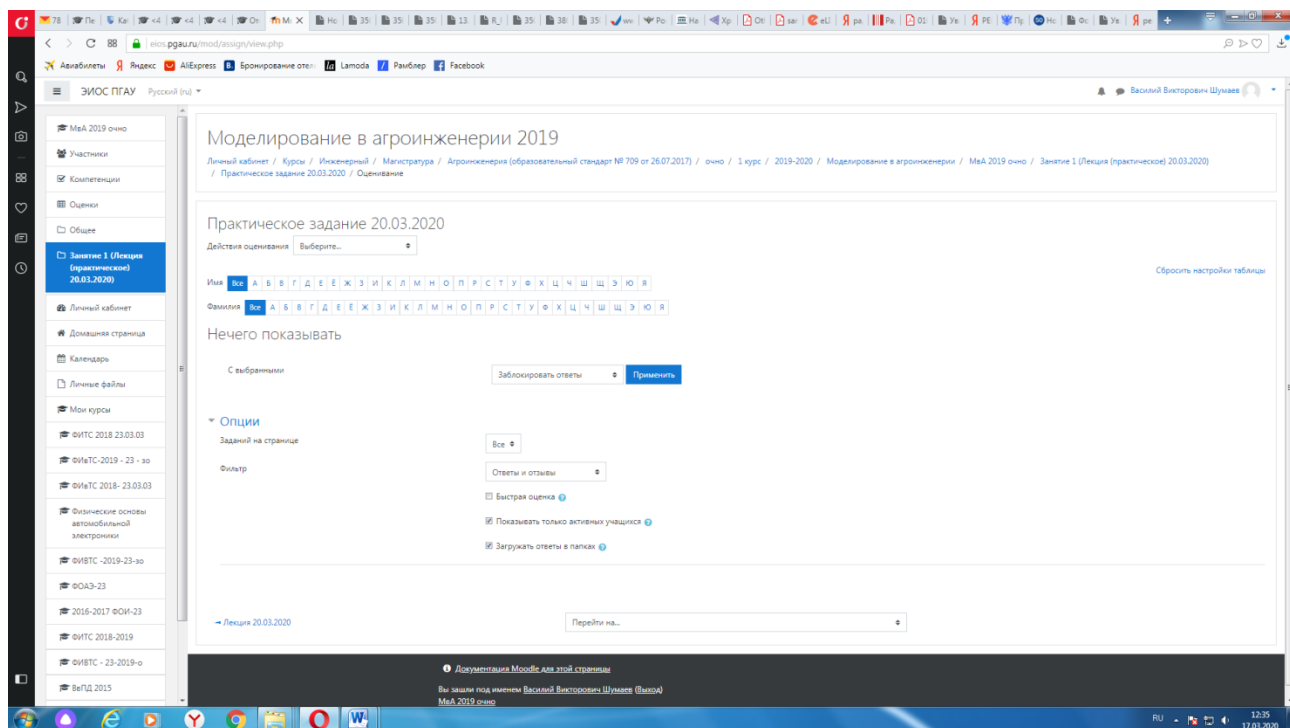 eios.pgau.ru/mod/assign/view.php
Авиабилеты Яндекс AliExpress Бронирование отел Lamoda Рамблер Facebook
ЭИОС ПГАУ Русский (ru)
Василий Викторович Шумаев
МвА 2019 очно
Участники
Компетенции
Оценки
Общее
Занятие 1 (Лекция
(практическое)
20.03.2020)
Личный кабинет
Домашняя страница
Календарь
Личные файлы
Мои курсы
ФИТС 2018 23.03.03
ФИвТС-2019 - 23 - зо
ФИвТС 2018- 23.03.03
Физические основы
автомобильной
электроники
ФИВТС -2019-23-зо
ФОАЭ-23
2016-2017 ФОИ-23
ФИТС 2018-2019
ФИВТС - 23-2019-о
ВвПД 2015
Моделирование в агроинженерии 2019
Личный кабинет / Курсы / Инженерный / Магистратура / Агроинженерия (образовательный стандарт № 709 от 26.07.2017) / очно / 1 курс / 2019-2020 / Моделирование в агроинженерии / МвА 2019 очно / Занятие 1 (Лекция (практическое) 20.03.2020)
/ Практическое задание 20.03.2020 / Оценивание
Практическое задание 20.03.2020
Действия оценивания Выберите...
Сбросить настройки таблицы
Имя Все А Б В Г Д Е Ё Ж З И К Л М Н О П Р С Т У Ф Х Ц Ч Ш Щ Э Ю Я
Фамилия Все А Б В Г Д Е Ё Ж З И К Л М Н О П Р С Т У Ф Х Ц Ч Ш Щ Э Ю Я
Нечего показывать
С выбранными Заблокировать ответы Применить
Опции
Заданий на странице Все
Фильтр Ответы и отзывы
Быстрая оценка
Показывать только активных учащихся
Загружать ответы в папках
→ Лекция 20.03.2020 Перейти на...
Документация Moodle для этой страницы
Вы зашли под именем Василий Викторович Шумаев (Выход)
МвА 2019 очно
RU 12:35
17.03.2020